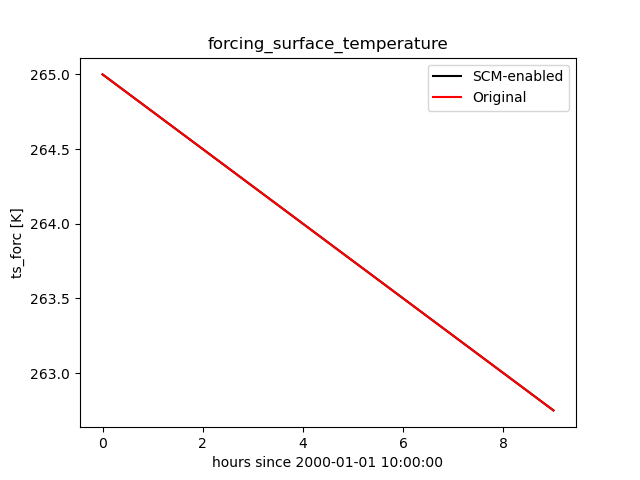 forcing_surface_temperature
SCM-enabled
Original
ts_forc [K]
265.0
264.5
264.0
263.5
263.0
0 2 4 6 8
hours since 2000-01-01 10:00:00